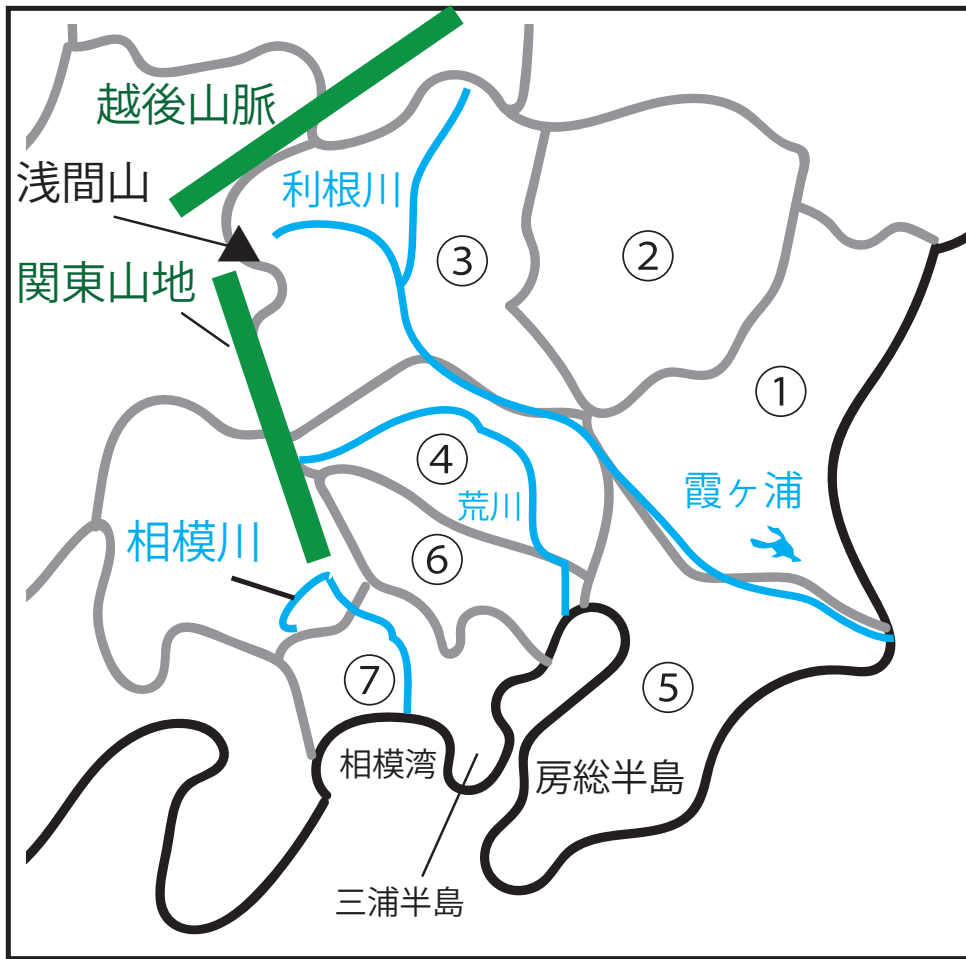 越後山脈
浅間山
利根川
③
②
関東山地
①
④
霞ヶ浦
荒川
相模川
⑥
⑦
⑤
相模湾
房総半島
三浦半島